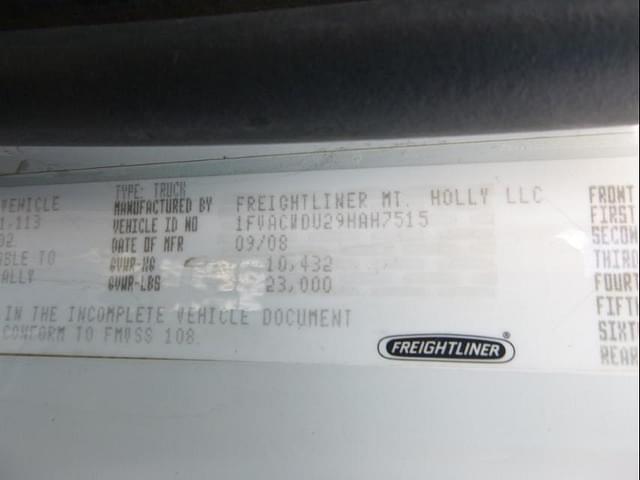 VEHICLE TYPE: TRUCK
1,113 MANUFACTURED BY FREIGHTLINER MT. HOLLY LLC FRONT
02 VEHICLE ID NO 1FVACWDU29HAH7515 FIRST
ABLE TO DATE OF MFR 09/08 SECON
ALLY GVWR-KG 10,432 THIRD
GVWR-LBS 23,000 FOURT
IN THE INCOMPLETE VEHICLE DOCUMENT FIFT
CONFORM TO FMVSS 108. SIXT
FREIGHTLINER® REAR